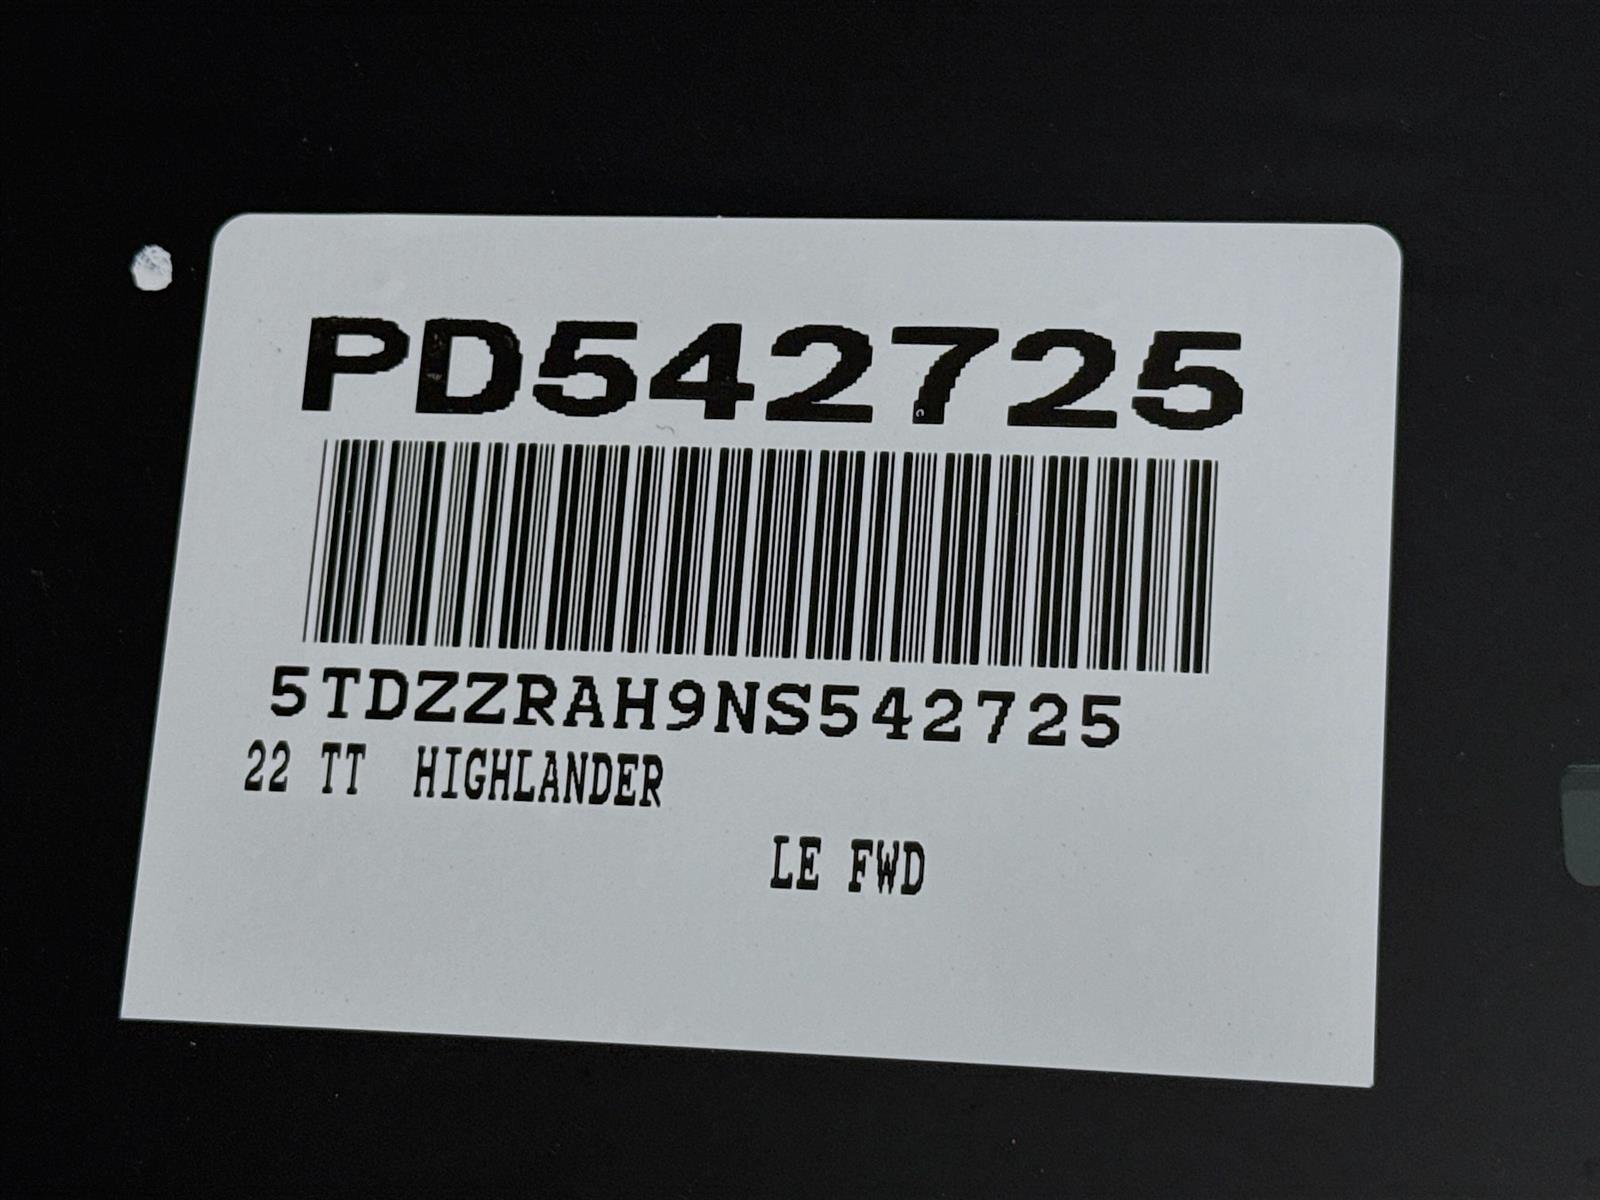 PD542725
5TDZZRAH9NS542725
22 TT HIGHLANDER
LE FWD